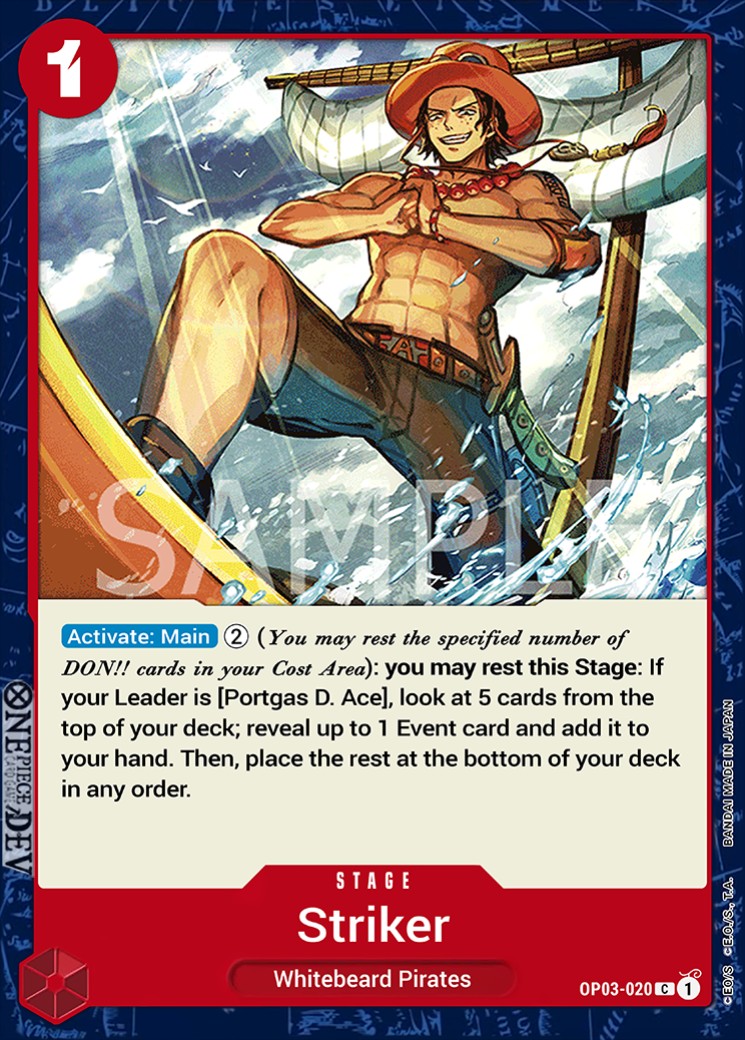 1
SAMPLE
Activate: Main ② (You may rest the specified number of
DON!! cards in your Cost Area): you may rest this Stage: If
your Leader is [Portgas D. Ace], look at 5 cards from the
top of your deck; reveal up to 1 Event card and add it to
your hand. Then, place the rest at the bottom of your deck
in any order.
ONE PIECE
DEV
STAGE
Striker
Whitebeard Pirates
OP03-020 C 1
©EO/S ©E.O./S., T.A. BANDAI MADE IN JAPAN